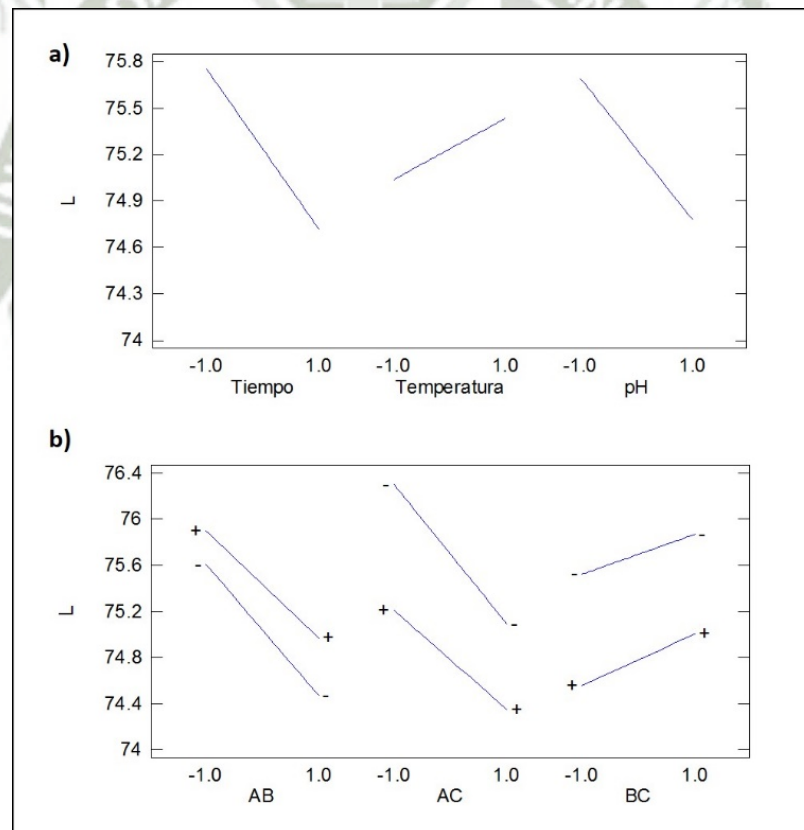 a)
75.8
75.5
75.2
74.9
74.6
74.3
74
L
-1.0 1.0 -1.0 1.0 -1.0 1.0
Tiempo Temperatura pH
b)
76.4
76
75.6
75.2
74.8
74.4
74
L
+ + - -
- - + +
- - + +
-1.0 1.0 -1.0 1.0 -1.0 1.0
AB AC BC